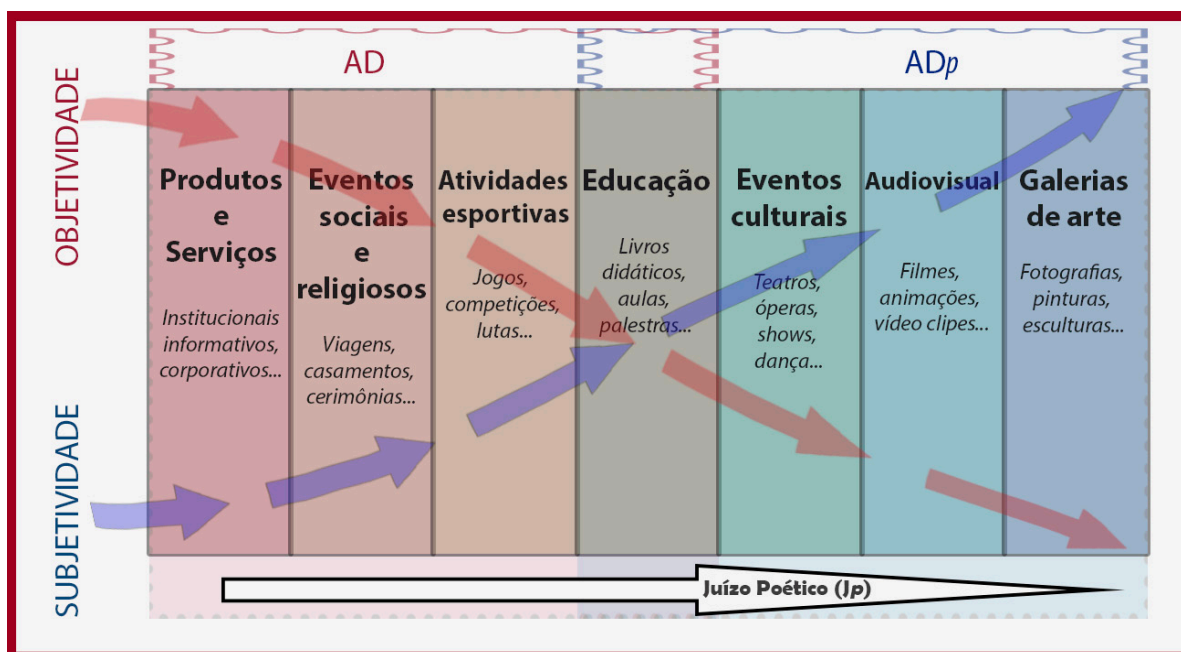 AD
ADp
OBJETIVIDADE
SUBJETIVIDADE
Produtos
e
Serviços
Institucionais
informativos,
corporativos...
Eventos
sociais
e
religiosos
Viagens,
casamentos,
cerimônias...
Atividades
esportivas
Jogos,
competições,
lutas...
Educação
Livros
didáticos,
aulas,
palestras...
Eventos
culturais
Teatros,
óperas,
shows,
dança...
Audiovisual
Filmes,
animações,
vídeo clipes...
Galerias
de arte
Fotografias,
pinturas,
esculturas...
Juízo Poético (Jp)